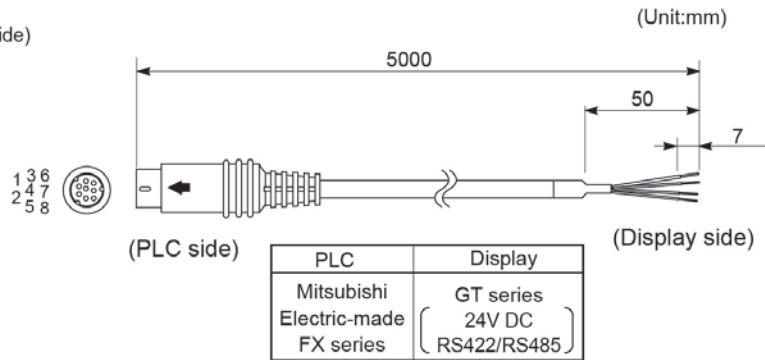 (Unit:mm)
ide)
5000
50
7
1 3 6
2 4 7
5 8
(PLC side)
(Display side)
PLC Display
Mitsubishi GT series
Electric-made 24V DC
FX series RS422/RS485